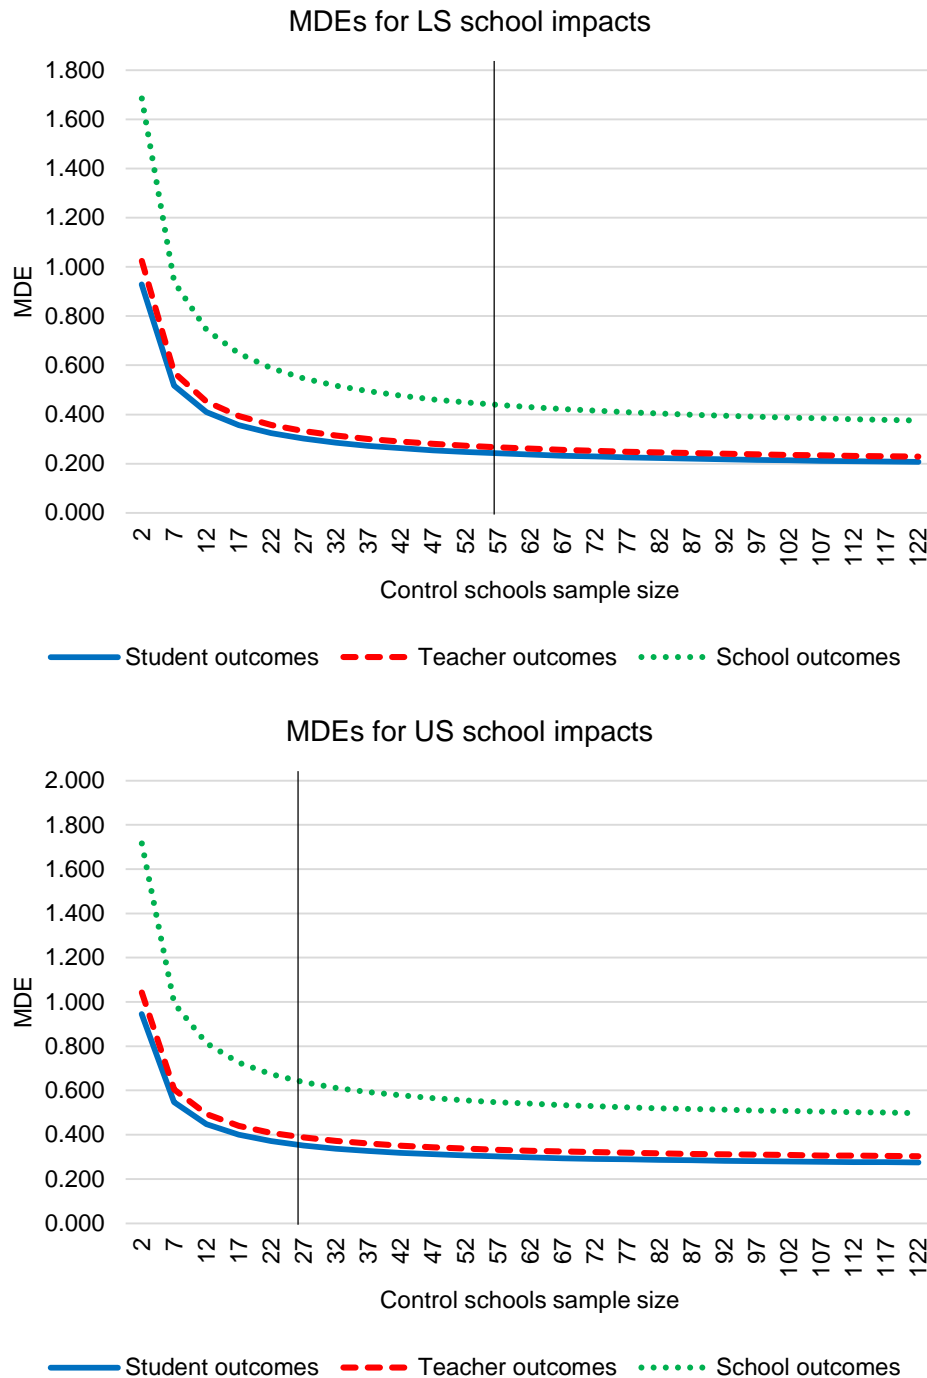 MDEs for LS school impacts
1.800
1.600
1.400
1.200
1.000
0.800
0.600
0.400
0.200
0.000
MDE
2 7 12 17 22 27 32 37 42 47 52 57 62 67 72 77 82 87 92 97 102 107 112 117 122
Control schools sample size
Student outcomes Teacher outcomes School outcomes
MDEs for US school impacts
2.000
1.800
1.600
1.400
1.200
1.000
0.800
0.600
0.400
0.200
0.000
MDE
2 7 12 17 22 27 32 37 42 47 52 57 62 67 72 77 82 87 92 97 102 107 112 117 122
Control schools sample size
Student outcomes Teacher outcomes School outcomes